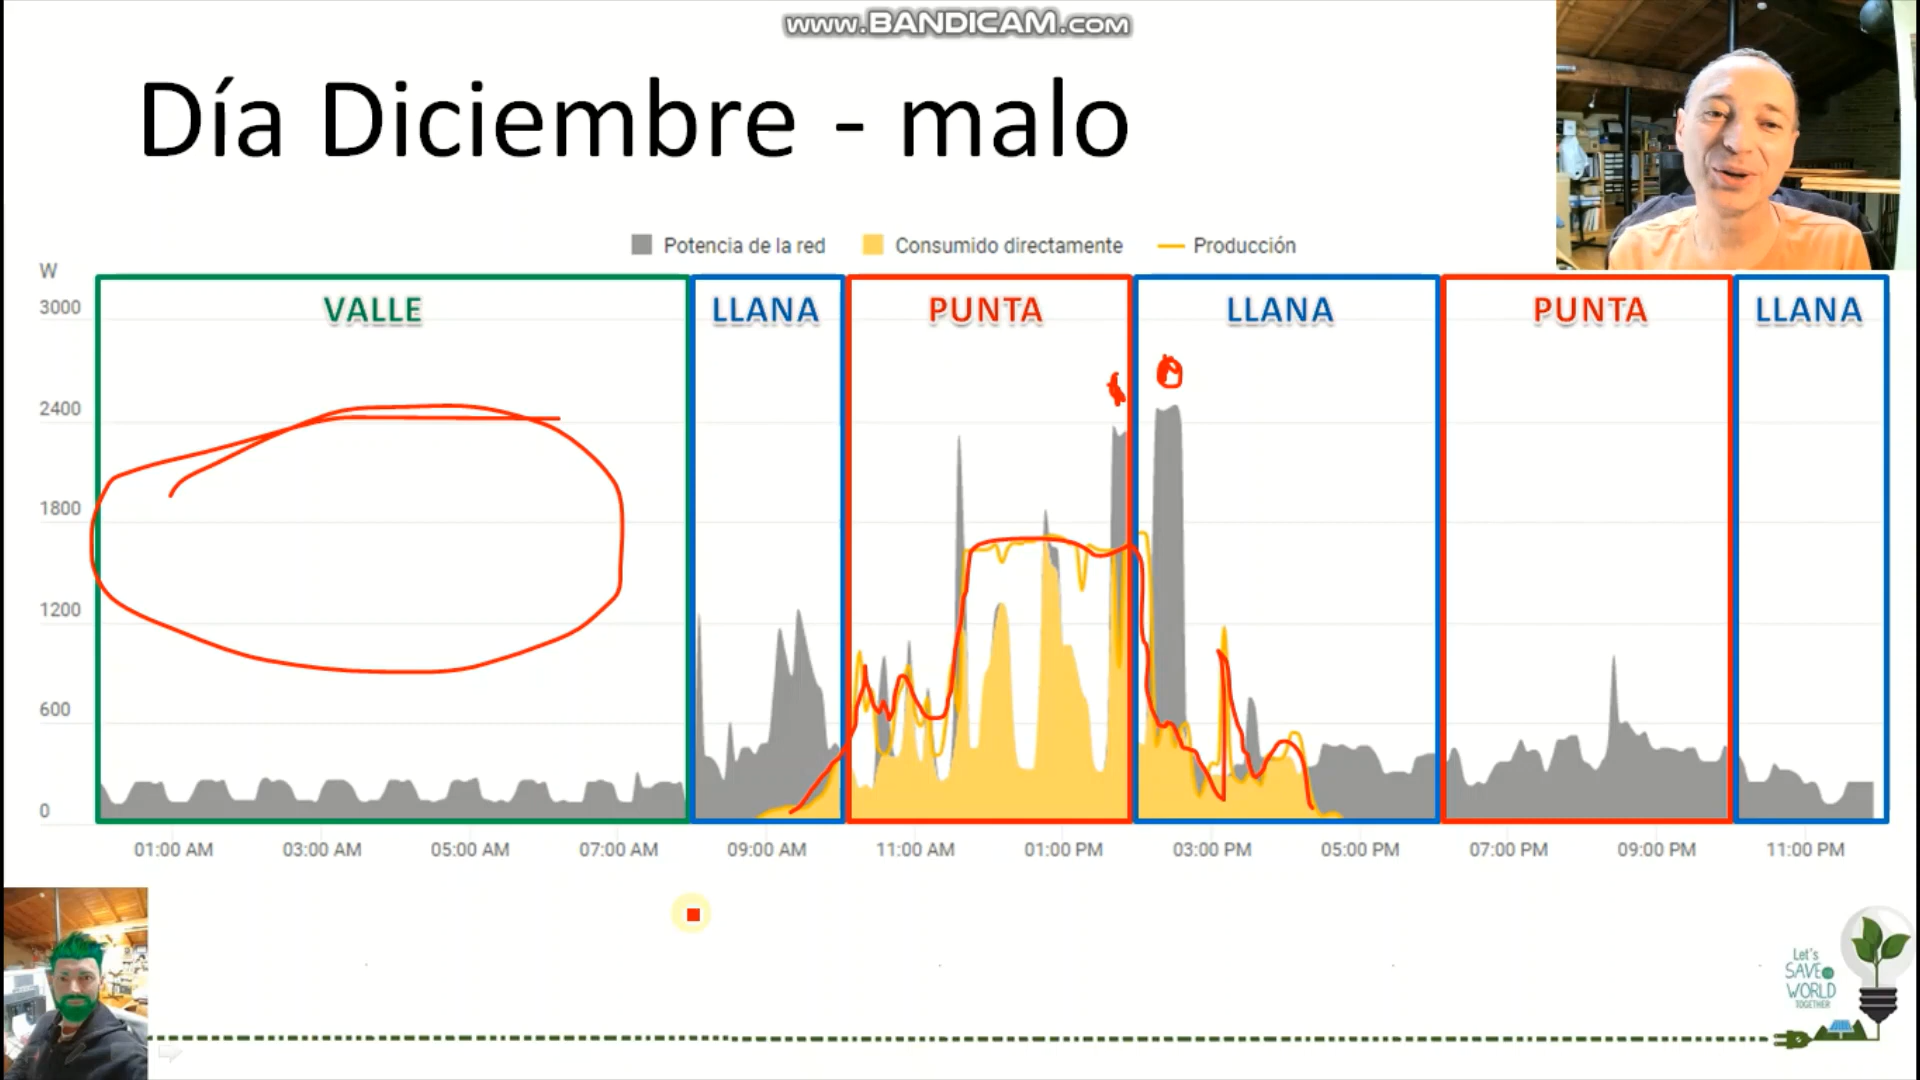 www.BANDICAM.com
Día Diciembre - malo
Potencia de la red Consumido directamente Producción
W
VALLE LLANA PUNTA LLANA PUNTA LLANA
3000
2400
1800
1200
600
0
01:00 AM 03:00 AM 05:00 AM 07:00 AM 09:00 AM 11:00 AM 01:00 PM 03:00 PM 05:00 PM 07:00 PM 09:00 PM 11:00 PM
Let's
SAVE
WORLD
TOGETHER